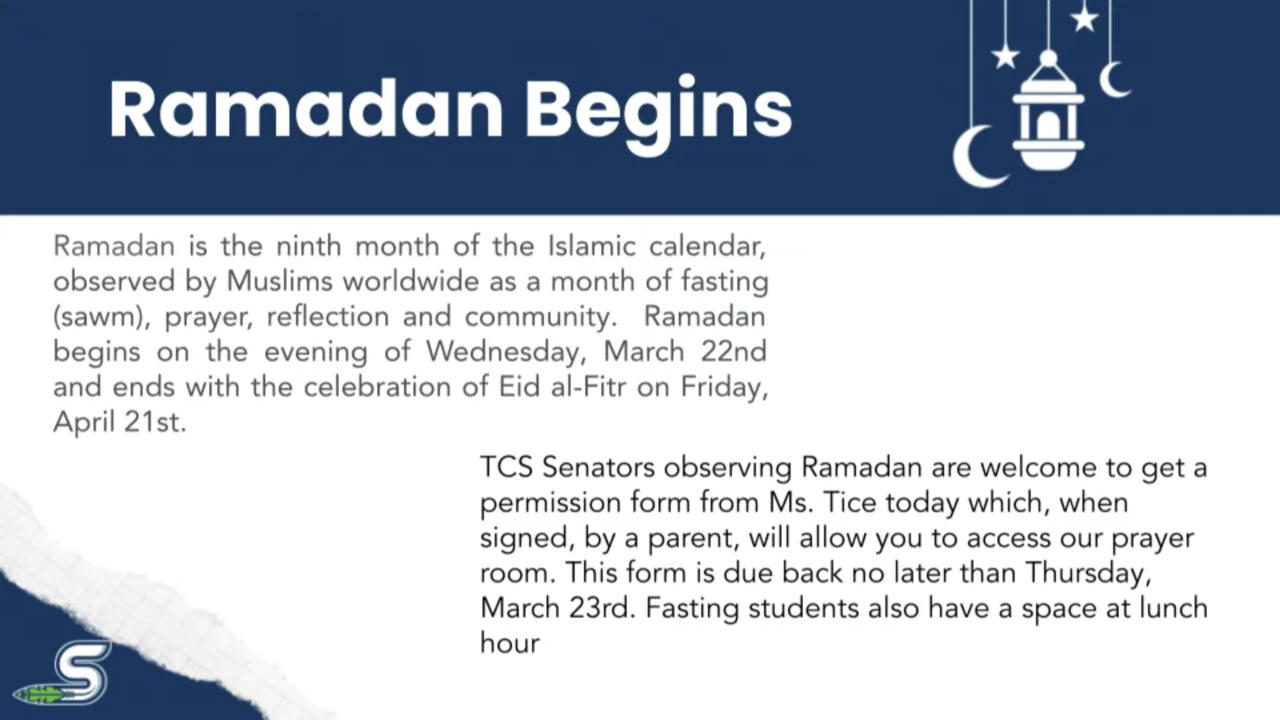 Ramadan Begins
Ramadan is the ninth month of the Islamic calendar,
observed by Muslims worldwide as a month of fasting
(sawm), prayer, reflection and community. Ramadan
begins on the evening of Wednesday, March 22nd
and ends with the celebration of Eid al-Fitr on Friday,
April 21st.
TCS Senators observing Ramadan are welcome to get a
permission form from Ms. Tice today which, when
signed, by a parent, will allow you to access our prayer
room. This form is due back no later than Thursday,
March 23rd. Fasting students also have a space at lunch
hour
S